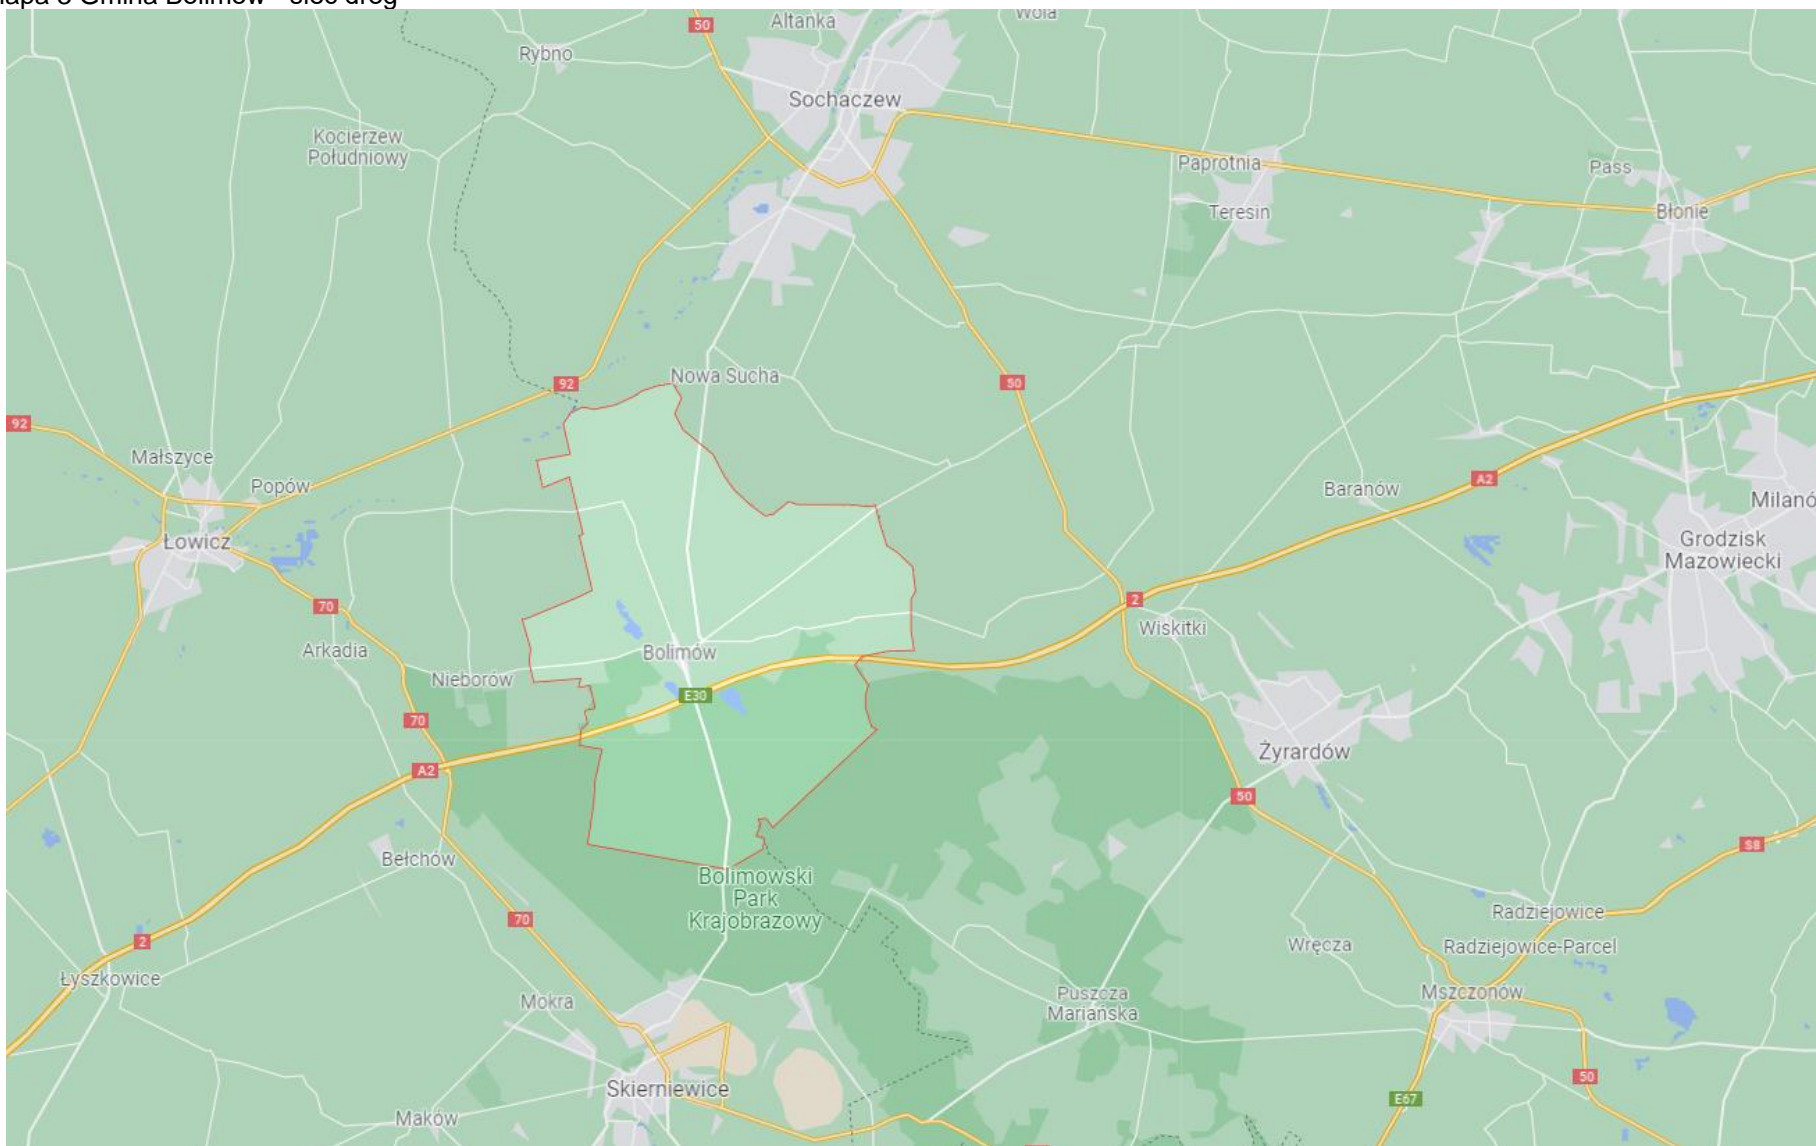 Gmina Bolimów - sieć dróg
50
Altanka
Wola
Rybno
Sochaczew
Kocierzew
Południowy
Paprotnia
Pass
Teresin
Błonie
92
Nowa Sucha
50
92
Małszyce
Popów
A2
Baranów
Milanó
Łowicz
Grodzisk
Mazowiecki
70
2
Wiskitki
Arkadia
Bolimów
Nieborów
E30
70
Żyrardów
A2
50
Bełchów
S8
Bolimowski
Park
Krajobrazowy
70
Radziejowice
2
Wręcza
Radziejowice-Parcel
Łyszkowice
Mokra
Puszcza
Mariańska
Mszczonów
50
Skierniewice
E67
Maków